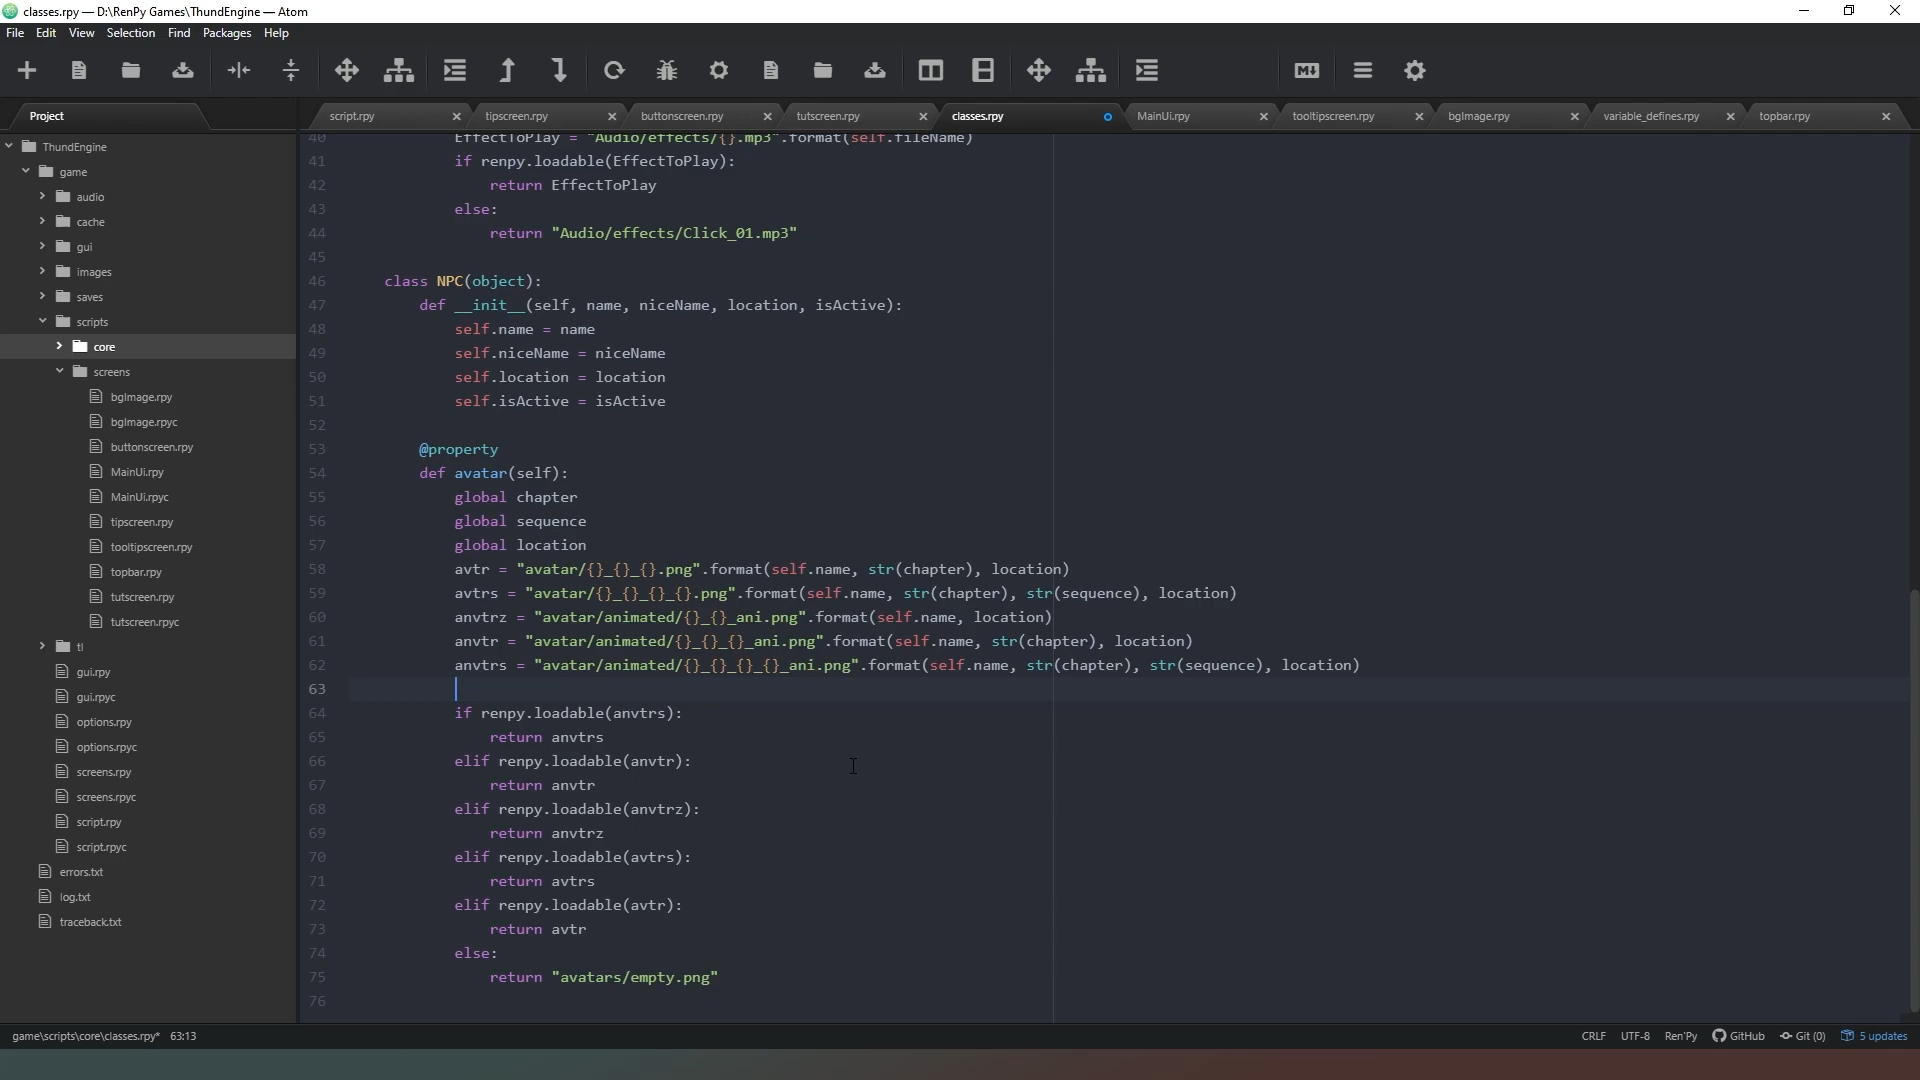 classes.rpy — D:\RenPy Games\ThundEngine — Atom
File Edit View Selection Find Packages Help
Project
script.rpy
tipscreen.rpy
buttonscreen.rpy
tutscreen.rpy
classes.rpy
MainUi.rpy
tooltipscreen.rpy
bgImage.rpy
variable_defines.rpy
topbar.rpy
ThundEngine
game
audio
cache
gui
images
saves
scripts
core
screens
bgImage.rpy
bgImage.rpyc
buttonscreen.rpy
MainUi.rpy
MainUi.rpyc
tipscreen.rpy
tooltipscreen.rpy
topbar.rpy
tutscreen.rpy
tutscreen.rpyc
tl
gui.rpy
gui.rpyc
options.rpy
options.rpyc
screens.rpy
screens.rpyc
script.rpy
script.rpyc
errors.txt
log.txt
traceback.txt
40 EffectToPlay = "Audio/effects/{}.mp3".format(self.fileName)
41 if renpy.loadable(EffectToPlay):
42 return EffectToPlay
43 else:
44 return "Audio/effects/Click_01.mp3"
45
46 class NPC(object):
47 def __init__(self, name, niceName, location, isActive):
48 self.name = name
49 self.niceName = niceName
50 self.location = location
51 self.isActive = isActive
52
53 @property
54 def avatar(self):
55 global chapter
56 global sequence
57 global location
58 avtr = "avatar/{}_{}_{}.png".format(self.name, str(chapter), location)
59 avtrs = "avatar/{}_{}_{}_{}.png".format(self.name, str(chapter), str(sequence), location)
60 anvtrz = "avatar/animated/{}_{}_ani.png".format(self.name, location)
61 anvtr = "avatar/animated/{}_{}_{}_ani.png".format(self.name, str(chapter), location)
62 anvtrs = "avatar/animated/{}_{}_{}_{}_ani.png".format(self.name, str(chapter), str(sequence), location)
63
64 if renpy.loadable(anvtrs):
65 return anvtrs
66 elif renpy.loadable(anvtr):
67 return anvtr
68 elif renpy.loadable(anvtrz):
69 return anvtrz
70 elif renpy.loadable(avtrs):
71 return avtrs
72 elif renpy.loadable(avtr):
73 return avtr
74 else:
75 return "avatars/empty.png"
76
game\scripts\core\classes.rpy* 63:13 CRLF UTF-8 Ren'Py GitHub Git (0) 5 updates